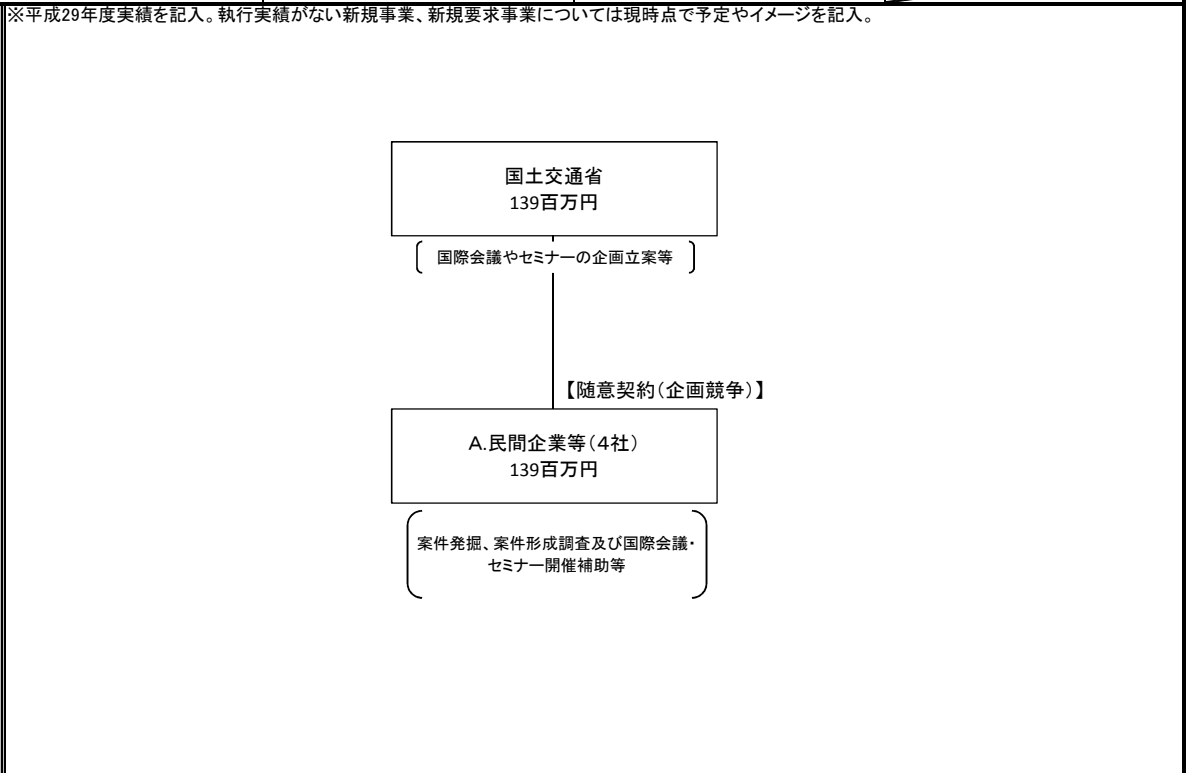 ※平成29年度実績を記入。執行実績がない新規事業、新規要求事業については現時点で予定やイメージを記入。
国土交通省
139百万円
国際会議やセミナーの企画立案等
【随意契約（企画競争）】
A.民間企業等（4社）
139百万円
案件発掘、案件形成調査及び国際会議・
セミナー開催補助等